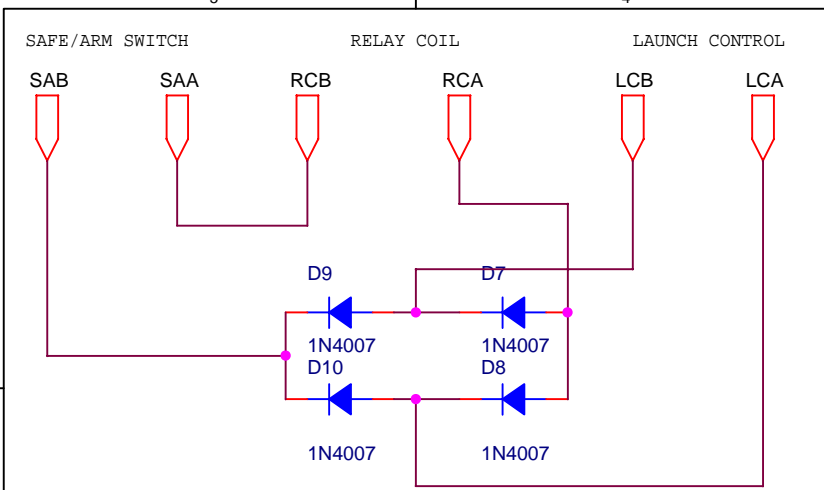 SAFE/ARM SWITCH RELAY COIL LAUNCH CONTROL
SAB SAA RCB RCA LCB LCA
D9 D7
1N4007 1N4007
D10 D8
1N4007 1N4007